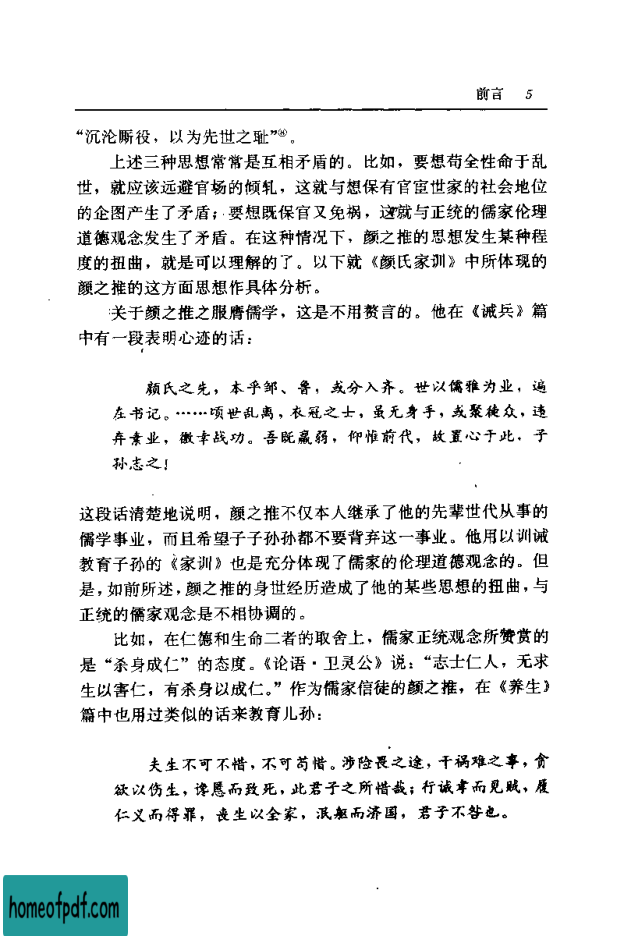 前言 5
“沉沦厮役，以为先世之耻”⑭。
上述三种思想常常是互相矛盾的。比如，要想苟全性命于乱
世，就应该远避官场的倾轧，这就与想保有官宦世家的社会地位
的企图产生了矛盾；要想既保官又免祸，这就与正统的儒家伦理
道德观念发生了矛盾。在这种情况下，颜之推的思想发生某种程
度的扭曲，就是可以理解的了。以下就《颜氏家训》中所体现的
颜之推的这方面思想作具体分析。
关于颜之推之服膺儒学，这是不用赘言的。他在《诫兵》篇
中有一段表明心迹的话：
颜氏之先，本乎邹、鲁，或分入齐。世以儒雅为业，遍
在书记。……顷世乱离，衣冠之士，虽无身手，或聚徒众，违
弃素业，徼幸战功。吾既羸弱，仰惟前代，故置心于此，子
孙志之！
这段话清楚地说明，颜之推不仅本人继承了他的先辈世代从事的
儒学事业，而且希望子子孙孙都不要背弃这一事业。他用以训诫
教育子孙的《家训》也是充分体现了儒家的伦理道德观念的。但
是，如前所述，颜之推的身世经历造成了他的某些思想的扭曲，与
正统的儒家观念是不相协调的。
比如，在仁德和生命二者的取舍上，儒家正统观念所赞赏的
是“杀身成仁”的态度。《论语·卫灵公》说：“志士仁人，无求
生以害仁，有杀身以成仁。”作为儒家信徒的颜之推，在《养生》
篇中也用过类似的话来教育儿孙：
夫生不可不惜，不可苟惜。涉险畏之途，干祸难之事，贪
欲以伤生，谗慝而致死，此君子之所惜哉；行诚孝而见贼，履
仁义而得罪，丧生以全家，泯躯而济国，君子不咎也。
homeofpdf.com